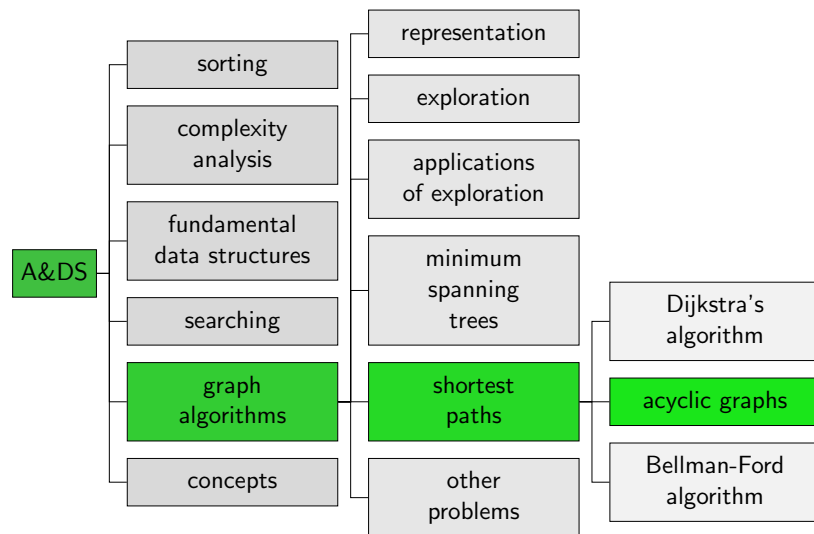 A&DS
sorting
complexity
analysis
fundamental
data structures
searching
graph
algorithms
concepts
representation
exploration
applications
of exploration
minimum
spanning
trees
shortest
paths
other
problems
Dijkstra's
algorithm
acyclic graphs
Bellman-Ford
algorithm